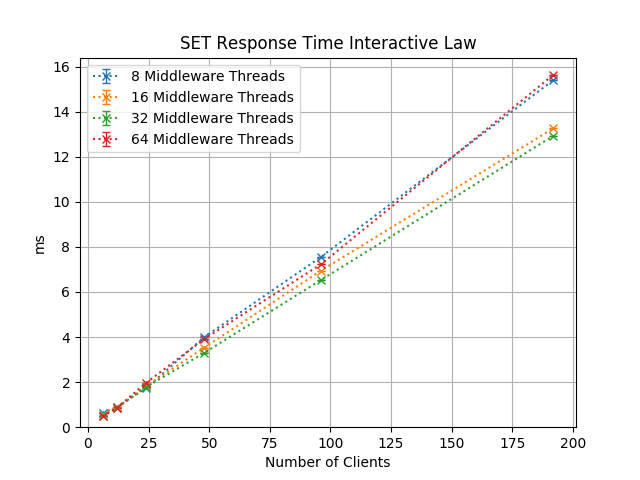 SET Response Time Interactive Law
8 Middleware Threads
16 Middleware Threads
32 Middleware Threads
64 Middleware Threads
16
14
12
10
8
6
4
2
0
ms
0 25 50 75 100 125 150 175 200
Number of Clients